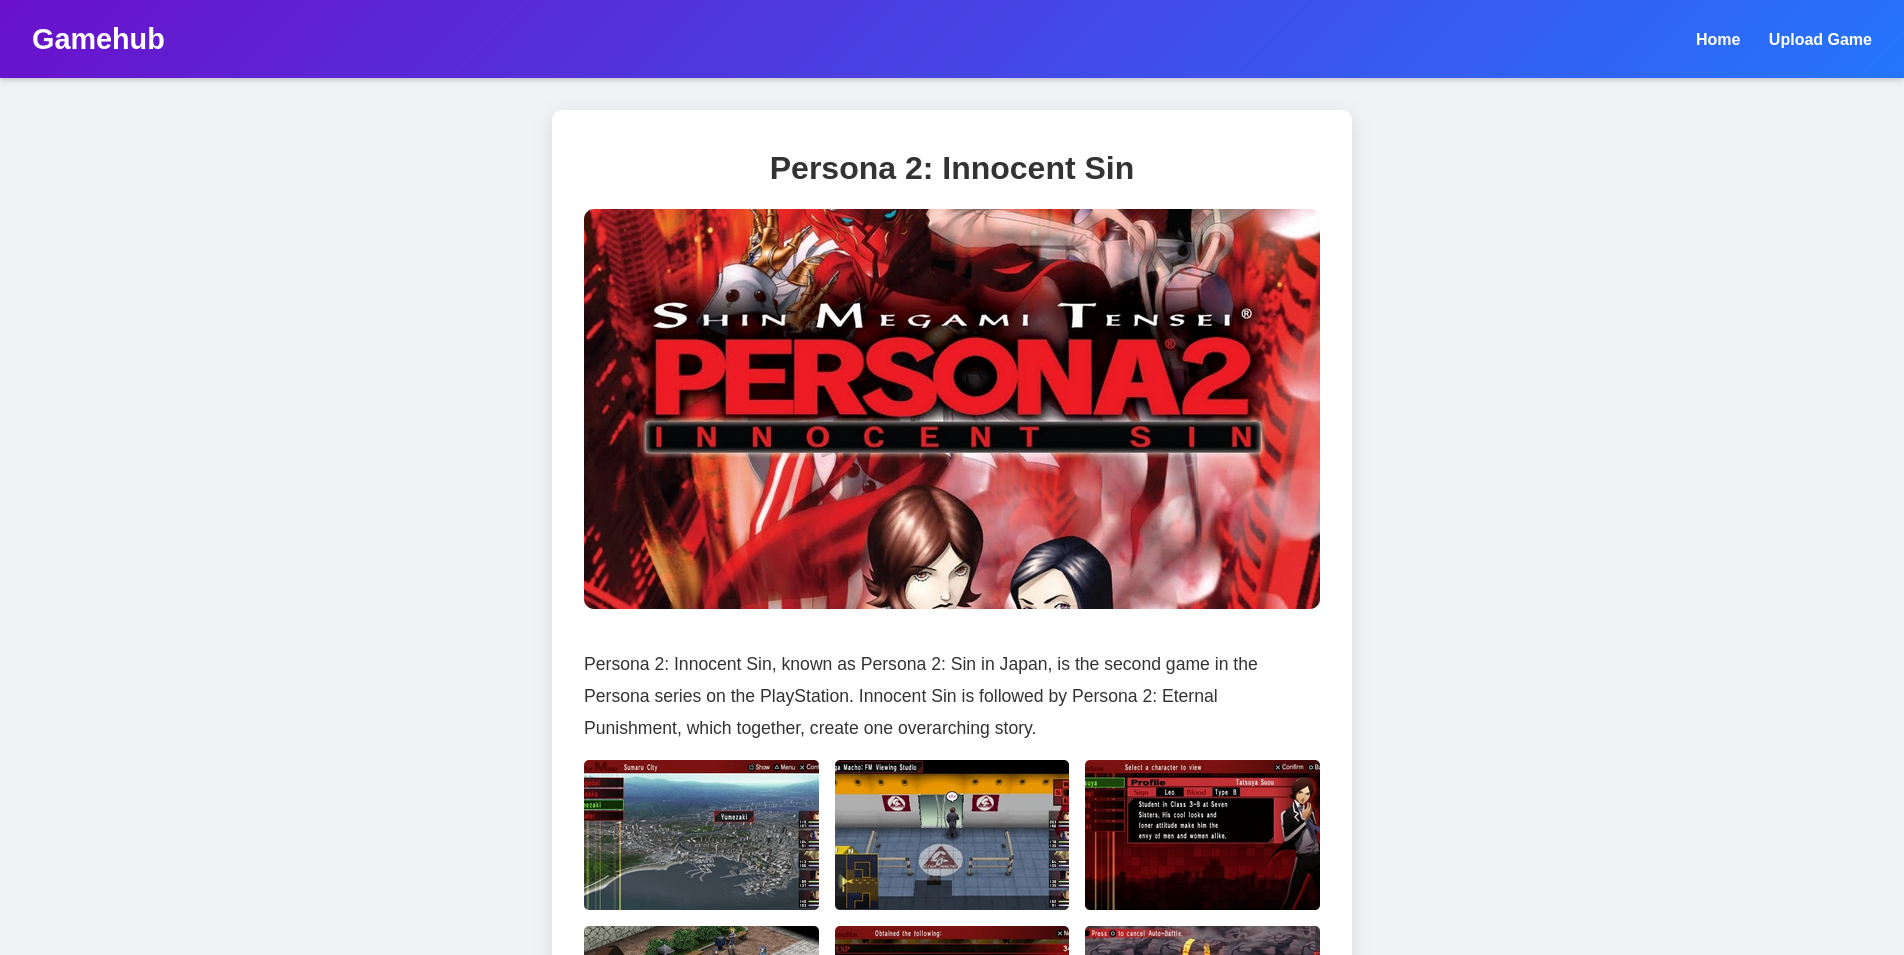 Gamehub
Home
Upload Game
Persona 2: Innocent Sin
SHIN MEGAMI TENSEI®
PERSONA2®
INNOCENT SIN
Persona 2: Innocent Sin, known as Persona 2: Sin in Japan, is the second game in the
Persona series on the PlayStation. Innocent Sin is followed by Persona 2: Eternal
Punishment, which together, create one overarching story.
Sumaru City
Show
Menu
Yumezaki
Macho: FM Viewing Studio
N
Select a character to view
Confirm
Profile
Tatsuya Suou
Sign
Leo
Blood
Type B
Student in Class 3-B at Seven
Sisters. His cool looks and
loner attitude make him the
envy of men and women alike.
Obtained the following:
EXP
Press
to cancel Auto-Battle.